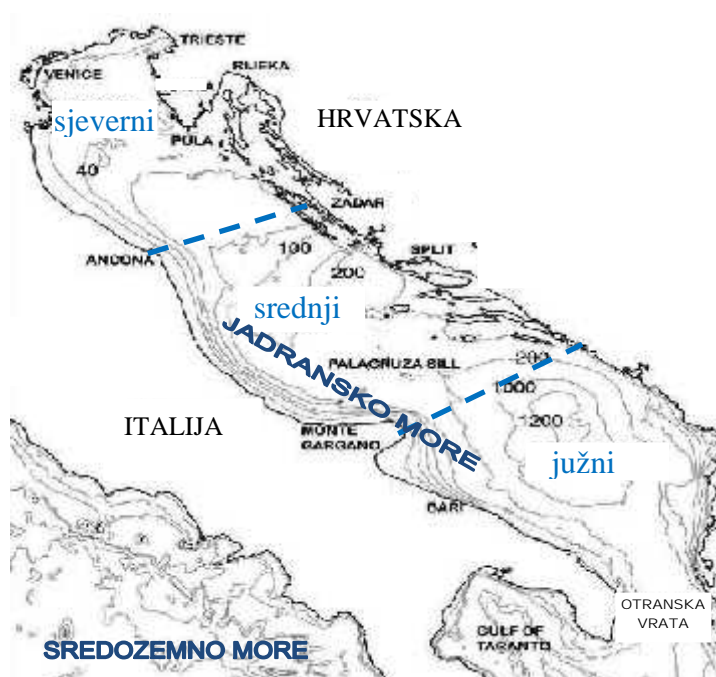 TRIESTE
VENICE
RIJEKA
sjeverni
HRVATSKA
PULA
40
ZADAR
ANCONA
100
SPLIT
200
srednji
JADRANSKO MORE
PALAGRUZA SILL
200
1000
1200
ITALIJA
MONTE
GARGANO
južni
BARI
OTRANSKA
VRATA
GULF OF
TARANTO
SREDOZEMNO MORE